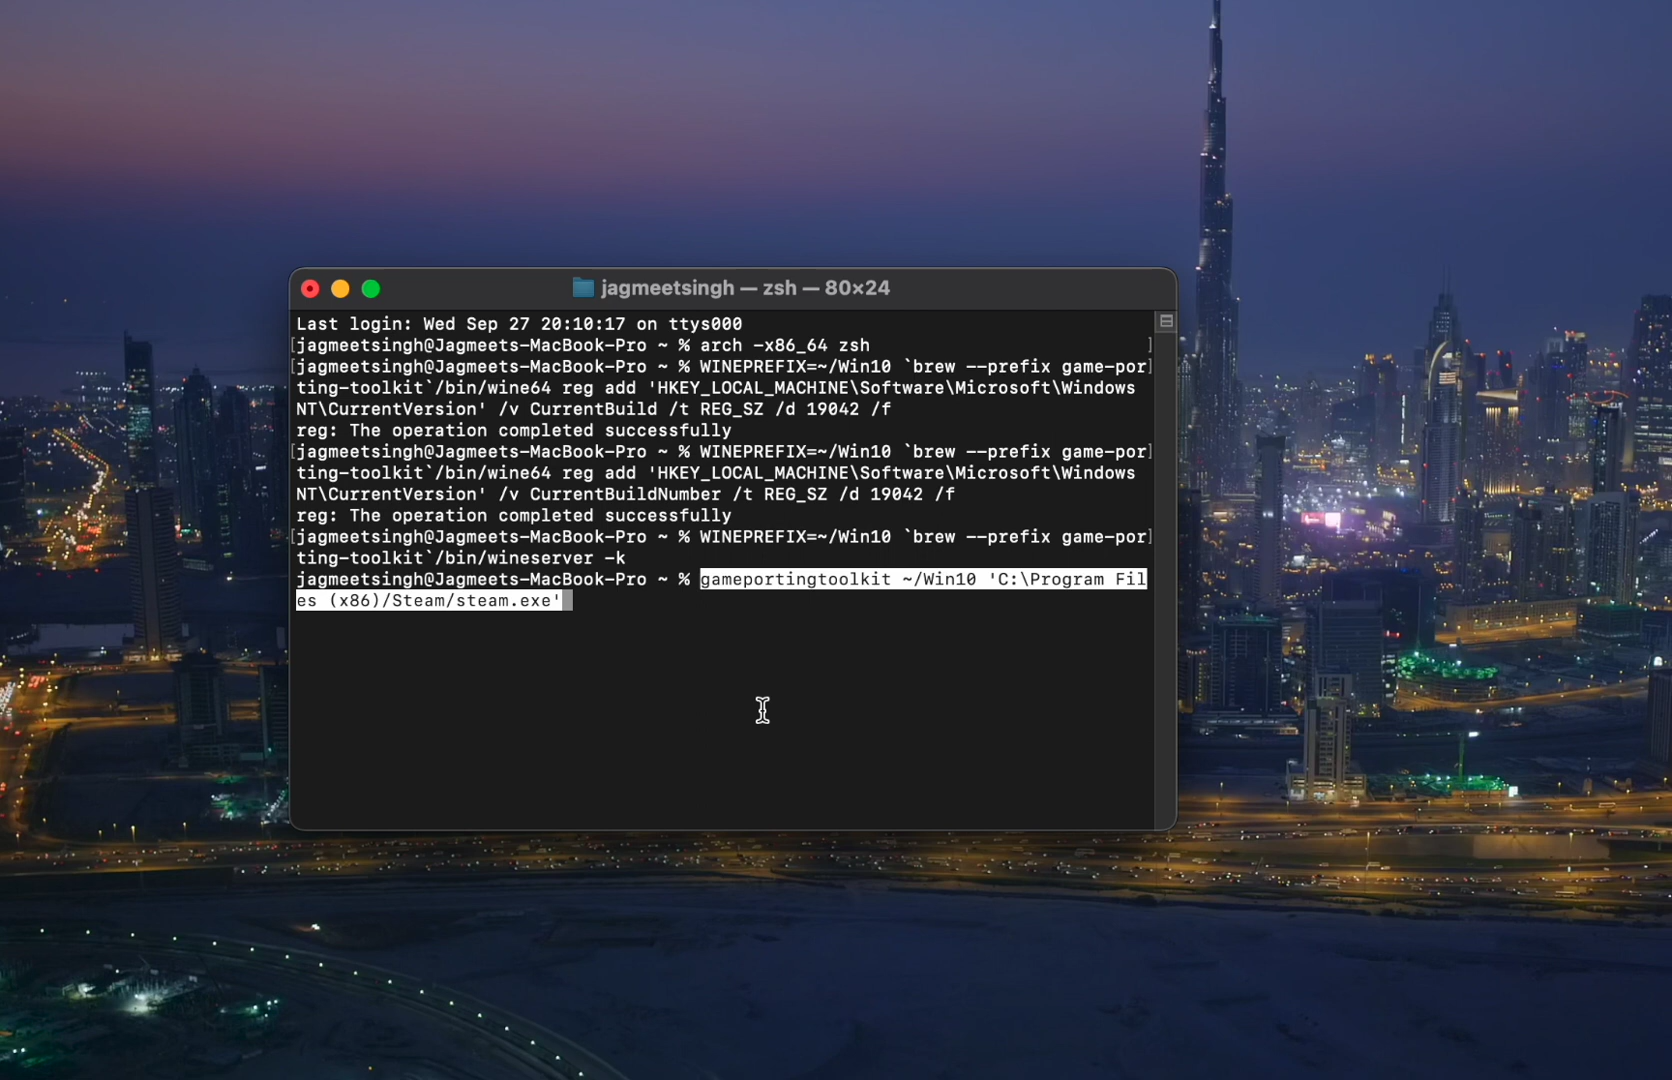 jagmeetsingh — zsh — 80×24
Last login: Wed Sep 27 20:10:17 on ttys000
[jagmeetsingh@Jagmeets-MacBook-Pro ~ % arch -x86_64 zsh ]
[jagmeetsingh@Jagmeets-MacBook-Pro ~ % WINEPREFIX=~/Win10 `brew --prefix game-por]
ting-toolkit`/bin/wine64 reg add 'HKEY_LOCAL_MACHINE\Software\Microsoft\Windows
NT\CurrentVersion' /v CurrentBuild /t REG_SZ /d 19042 /f
reg: The operation completed successfully
[jagmeetsingh@Jagmeets-MacBook-Pro ~ % WINEPREFIX=~/Win10 `brew --prefix game-por]
ting-toolkit`/bin/wine64 reg add 'HKEY_LOCAL_MACHINE\Software\Microsoft\Windows
NT\CurrentVersion' /v CurrentBuildNumber /t REG_SZ /d 19042 /f
reg: The operation completed successfully
[jagmeetsingh@Jagmeets-MacBook-Pro ~ % WINEPREFIX=~/Win10 `brew --prefix game-por]
ting-toolkit`/bin/wineserver -k
jagmeetsingh@Jagmeets-MacBook-Pro ~ % gameportingtoolkit ~/Win10 'C:\Program Fil
es (x86)/Steam/steam.exe'